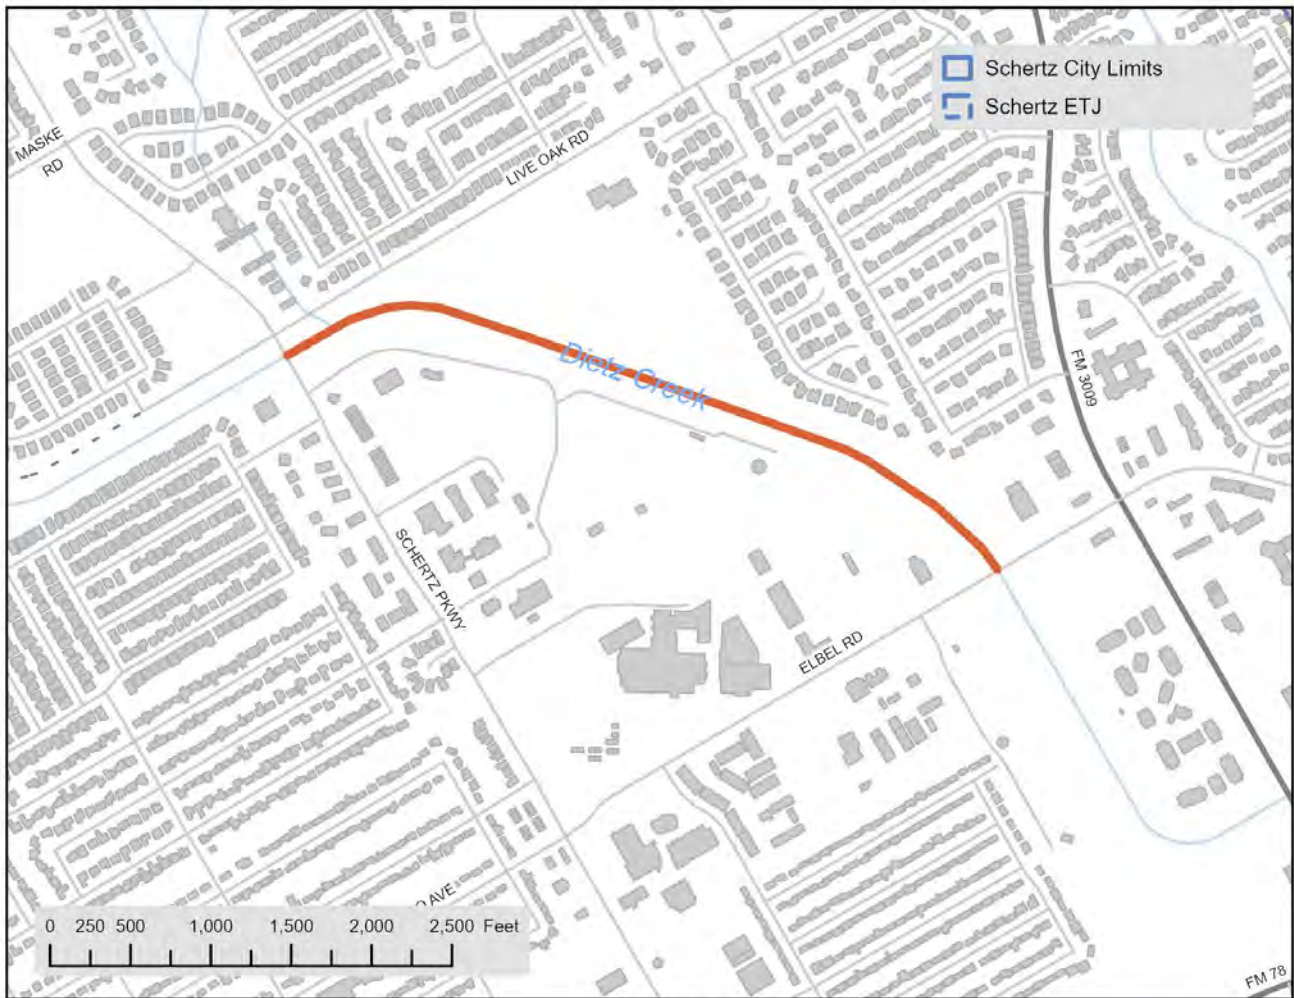 Schertz City Limits
Schertz ETJ
MASKE
RD
LIVE OAK RD
Dietz Creek
FM 3009
SCHERTZ PKWY
ELBEL RD
AVE
0 250 500 1,000 1,500 2,000 2,500 Feet
FM 78